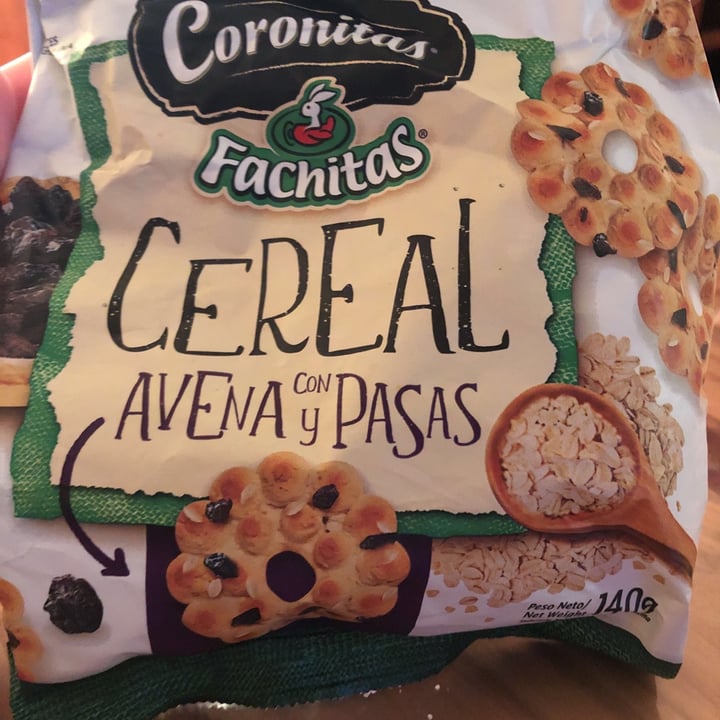 Coronitas
Fachitas®
CEREAL
AVENA CON y PASAS
Peso Neto/
Net Weight 140g